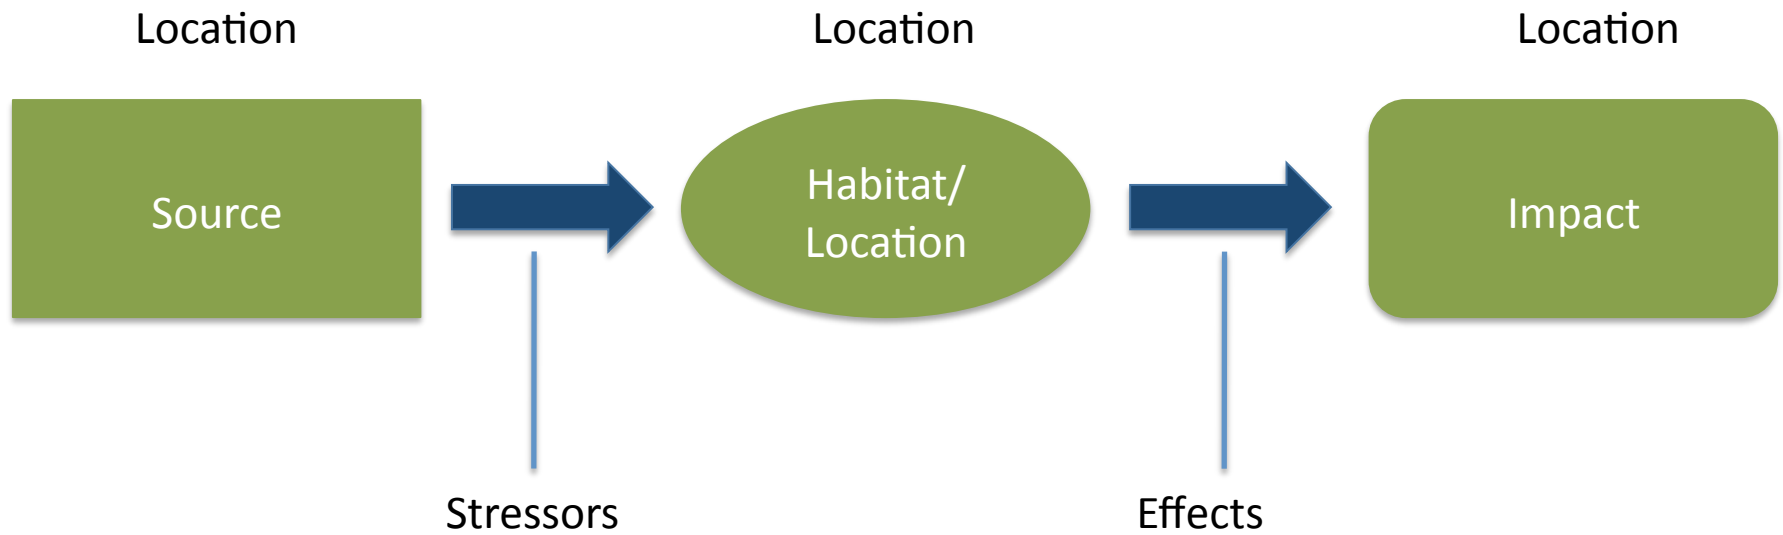 Location
Location
Location
Source
Habitat/
Location
Impact
Stressors
Effects